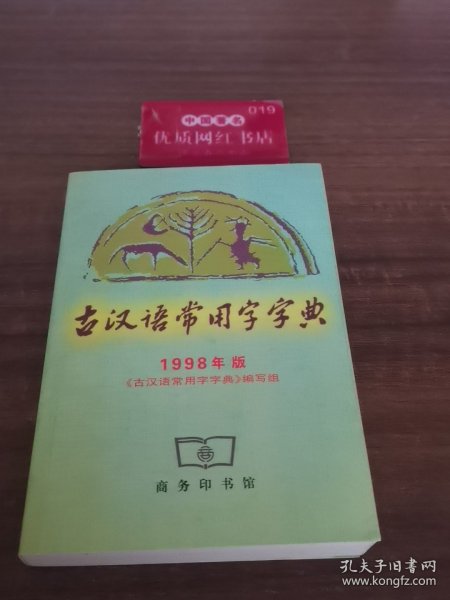 019
中国著名
优质网红书店
古汉语常用字字典
1998年版
《古汉语常用字字典》编写组
商务印书馆
孔夫子旧书网
www.kongfz.com